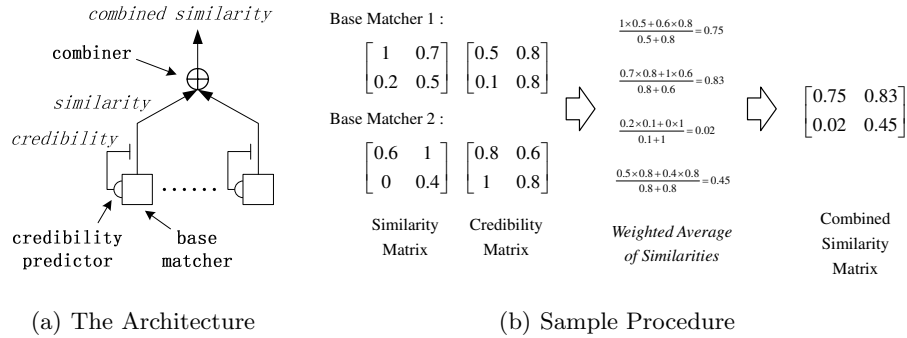 combined similarity
combiner
similarity
credibility
credibility
predictor
base
matcher
(a) The Architecture
Base Matcher 1 :
[1 0.7
0.2 0.5]
[0.5 0.8
0.1 0.8]
Base Matcher 2 :
[0.6 1
0 0.4]
[0.8 0.6
1 0.8]
Similarity
Matrix
Credibility
Matrix
(1×0.5+0.6×0.8)/(0.5+0.8)=0.75
(0.7×0.8+1×0.6)/(0.8+0.6)=0.83
(0.2×0.1+0×1)/(0.1+1)=0.02
(0.5×0.8+0.4×0.8)/(0.8+0.8)=0.45
Weighted Average
of Similarities
[0.75 0.83
0.02 0.45]
Combined
Similarity
Matrix
(b) Sample Procedure